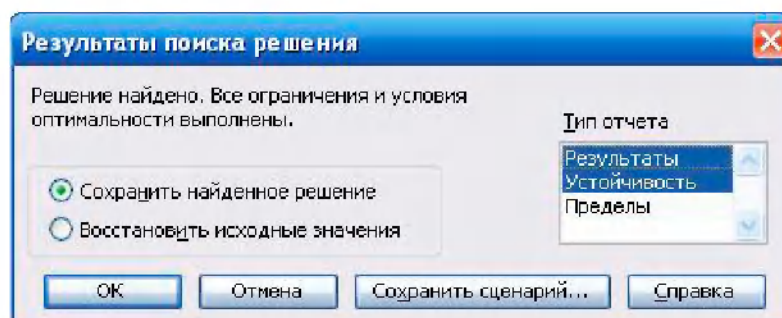 Результаты поиска решения
Решение найдено. Все ограничения и условия
оптимальности выполнены.
Тип отчета
Результаты
Устойчивость
Пределы
Сохранить найденное решение
Восстановить исходные значения
ОК
Отмена
Сохранить сценарий...
Справка